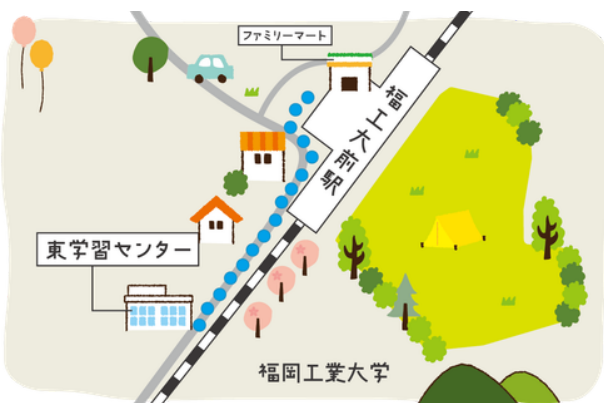 ファミリーマート
福工大前駅
東学習センター
福岡工業大学